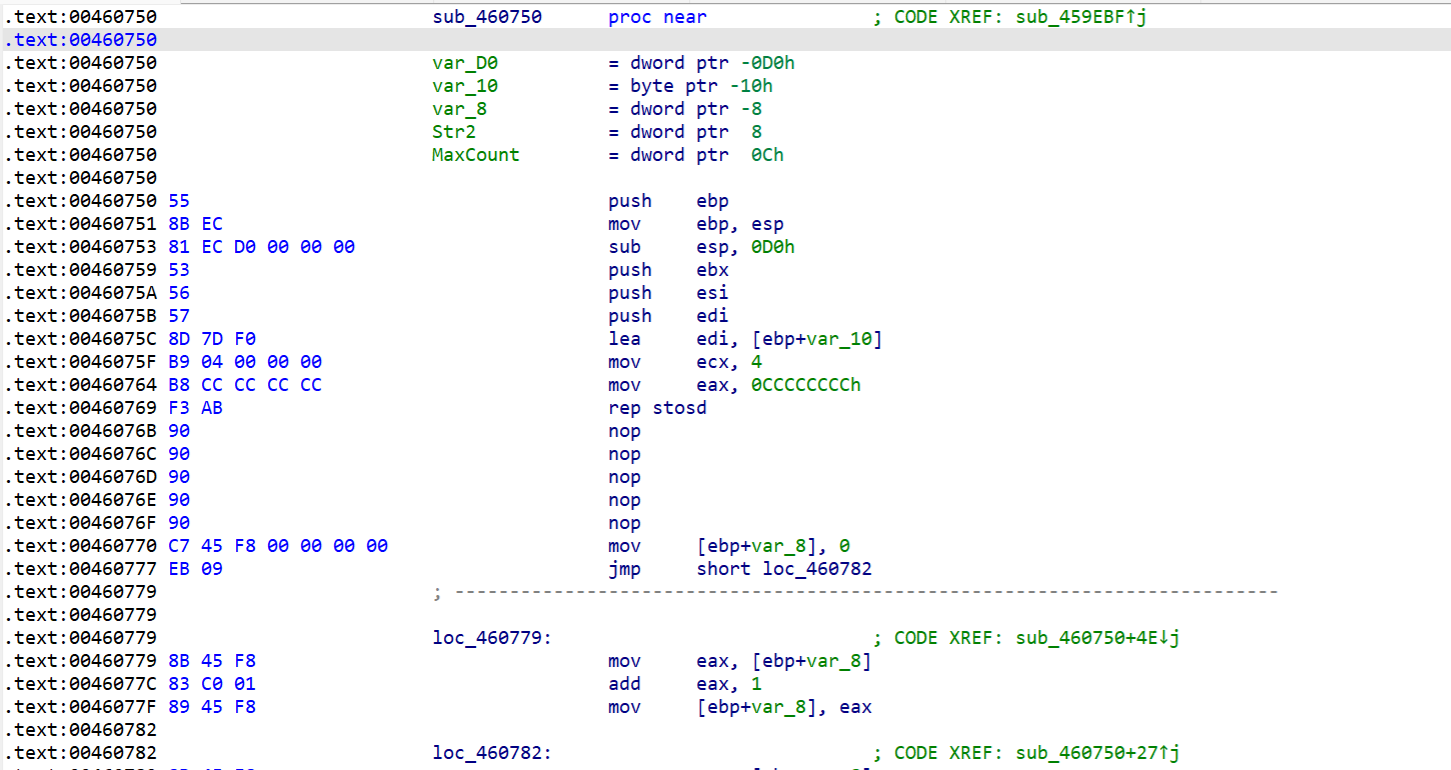 .text:00460750 sub_460750 proc near ; CODE XREF: sub_459EBF↑j
.text:00460750
.text:00460750 var_D0 = dword ptr -0D0h
.text:00460750 var_10 = byte ptr -10h
.text:00460750 var_8 = dword ptr -8
.text:00460750 Str2 = dword ptr 8
.text:00460750 MaxCount = dword ptr 0Ch
.text:00460750
.text:00460750 55 push ebp
.text:00460751 8B EC mov ebp, esp
.text:00460753 81 EC D0 00 00 00 sub esp, 0D0h
.text:00460759 53 push ebx
.text:0046075A 56 push esi
.text:0046075B 57 push edi
.text:0046075C 8D 7D F0 lea edi, [ebp+var_10]
.text:0046075F B9 04 00 00 00 mov ecx, 4
.text:00460764 B8 CC CC CC CC mov eax, 0CCCCCCCCh
.text:00460769 F3 AB rep stosd
.text:0046076B 90 nop
.text:0046076C 90 nop
.text:0046076D 90 nop
.text:0046076E 90 nop
.text:0046076F 90 nop
.text:00460770 C7 45 F8 00 00 00 00 mov [ebp+var_8], 0
.text:00460777 EB 09 jmp short loc_460782
.text:00460779 ; ---------------------------------------------------------------------------
.text:00460779
.text:00460779 loc_460779: ; CODE XREF: sub_460750+4E↓j
.text:00460779 8B 45 F8 mov eax, [ebp+var_8]
.text:0046077C 83 C0 01 add eax, 1
.text:0046077F 89 45 F8 mov [ebp+var_8], eax
.text:00460782
.text:00460782 loc_460782: ; CODE XREF: sub_460750+27↑j